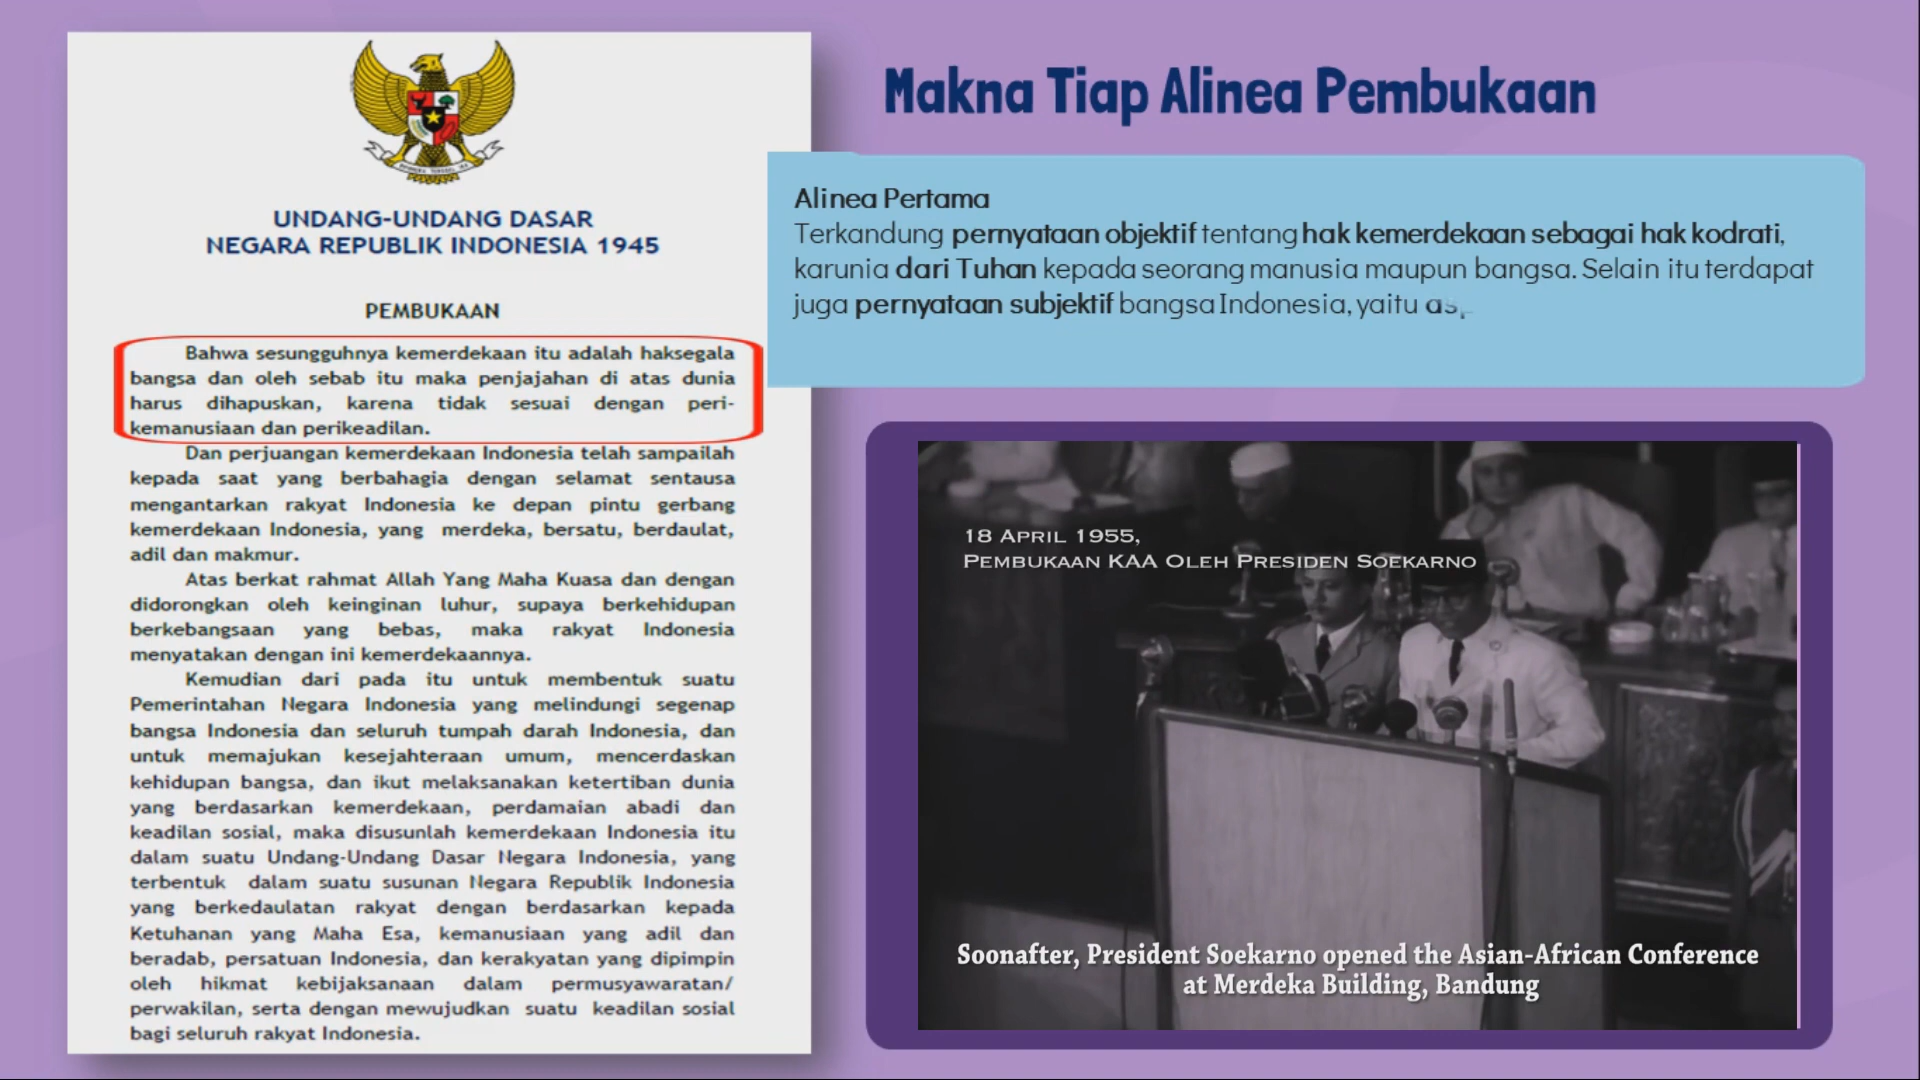 UNDANG-UNDANG DASAR
NEGARA REPUBLIK INDONESIA 1945
PEMBUKAAN
Bahwa sesungguhnya kemerdekaan itu adalah haksegala
bangsa dan oleh sebab itu maka penjajahan di atas dunia
harus dihapuskan, karena tidak sesuai dengan peri-
kemanusiaan dan perikeadilan.
Dan perjuangan kemerdekaan Indonesia telah sampailah
kepada saat yang berbahagia dengan selamat sentausa
mengantarkan rakyat Indonesia ke depan pintu gerbang
kemerdekaan Indonesia, yang merdeka, bersatu, berdaulat,
adil dan makmur.
Atas berkat rahmat Allah Yang Maha Kuasa dan dengan
didorongkan oleh keinginan luhur, supaya berkehidupan
berkebangsaan yang bebas, maka rakyat Indonesia
menyatakan dengan ini kemerdekaannya.
Kemudian dari pada itu untuk membentuk suatu
Pemerintahan Negara Indonesia yang melindungi segenap
bangsa Indonesia dan seluruh tumpah darah Indonesia, dan
untuk memajukan kesejahteraan umum, mencerdaskan
kehidupan bangsa, dan ikut melaksanakan ketertiban dunia
yang berdasarkan kemerdekaan, perdamaian abadi dan
keadilan sosial, maka disusunlah kemerdekaan Indonesia itu
dalam suatu Undang-Undang Dasar Negara Indonesia, yang
terbentuk dalam suatu susunan Negara Republik Indonesia
yang berkedaulatan rakyat dengan berdasarkan kepada
Ketuhanan yang Maha Esa, kemanusiaan yang adil dan
beradab, persatuan Indonesia, dan kerakyatan yang dipimpin
oleh hikmat kebijaksanaan dalam permusyawaratan/
perwakilan, serta dengan mewujudkan suatu keadilan sosial
bagi seluruh rakyat Indonesia.
Makna Tiap Alinea Pembukaan
Alinea Pertama
Terkandung pernyataan objektif tentang hak kemerdekaan sebagai hak kodrati,
karunia dari Tuhan kepada seorang manusia maupun bangsa. Selain itu terdapat
juga pernyataan subjektif bangsa Indonesia, yaitu
18 APRIL 1955,
PEMBUKAAN KAA OLEH PRESIDEN SOEKARNO
Soonafter, President Soekarno opened the Asian-African Conference
at Merdeka Building, Bandung